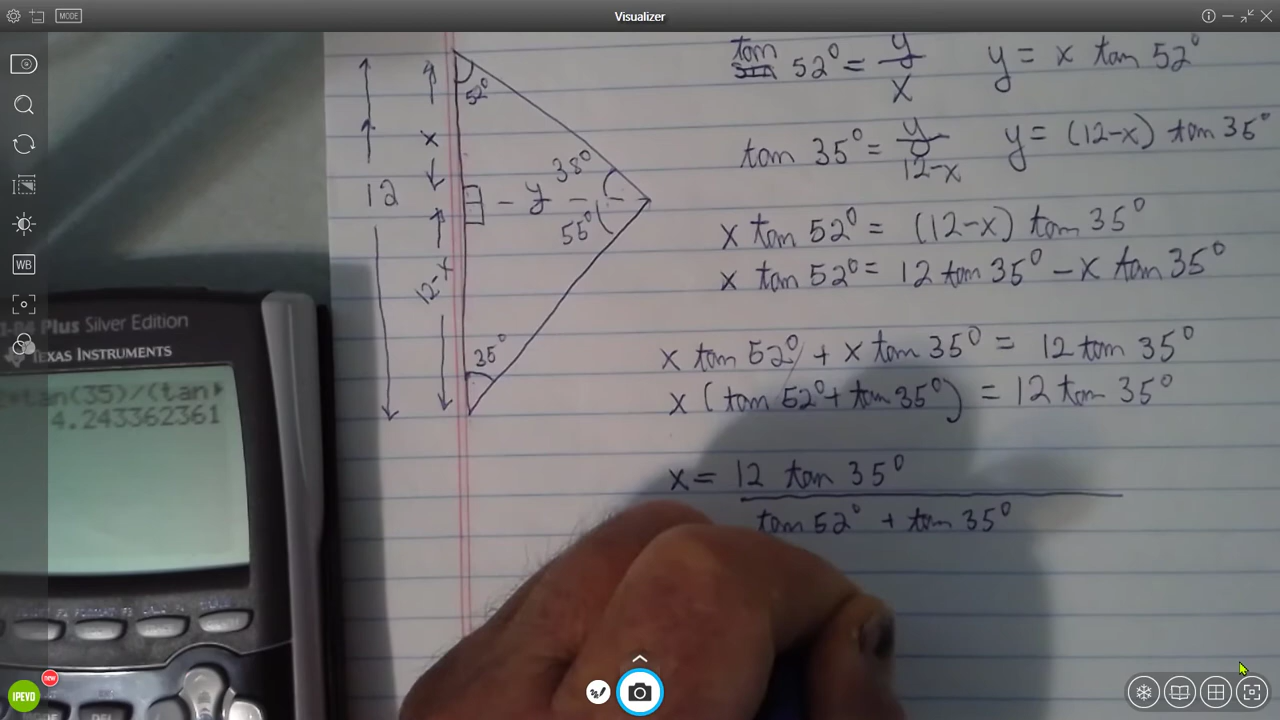 MODE
Visualizer
tan 52° = y/x y = x tan 52°
tan 35° = y/12-x y = (12-x) tan 35°
x tan 52° = (12-x) tan 35°
x tan 52° = 12 tan 35° - x tan 35°
x tan 52° + x tan 35° = 12 tan 35°
x (tan 52° + tan 35°) = 12 tan 35°
x = 12 tan 35°
tan 52° + tan 35°
52°
x
38°
12
y
55°
12-x
35°
WB
Plus Silver Edition
TEXAS INSTRUMENTS
tan(35)/(tan
4.243362361
new
IPEVO